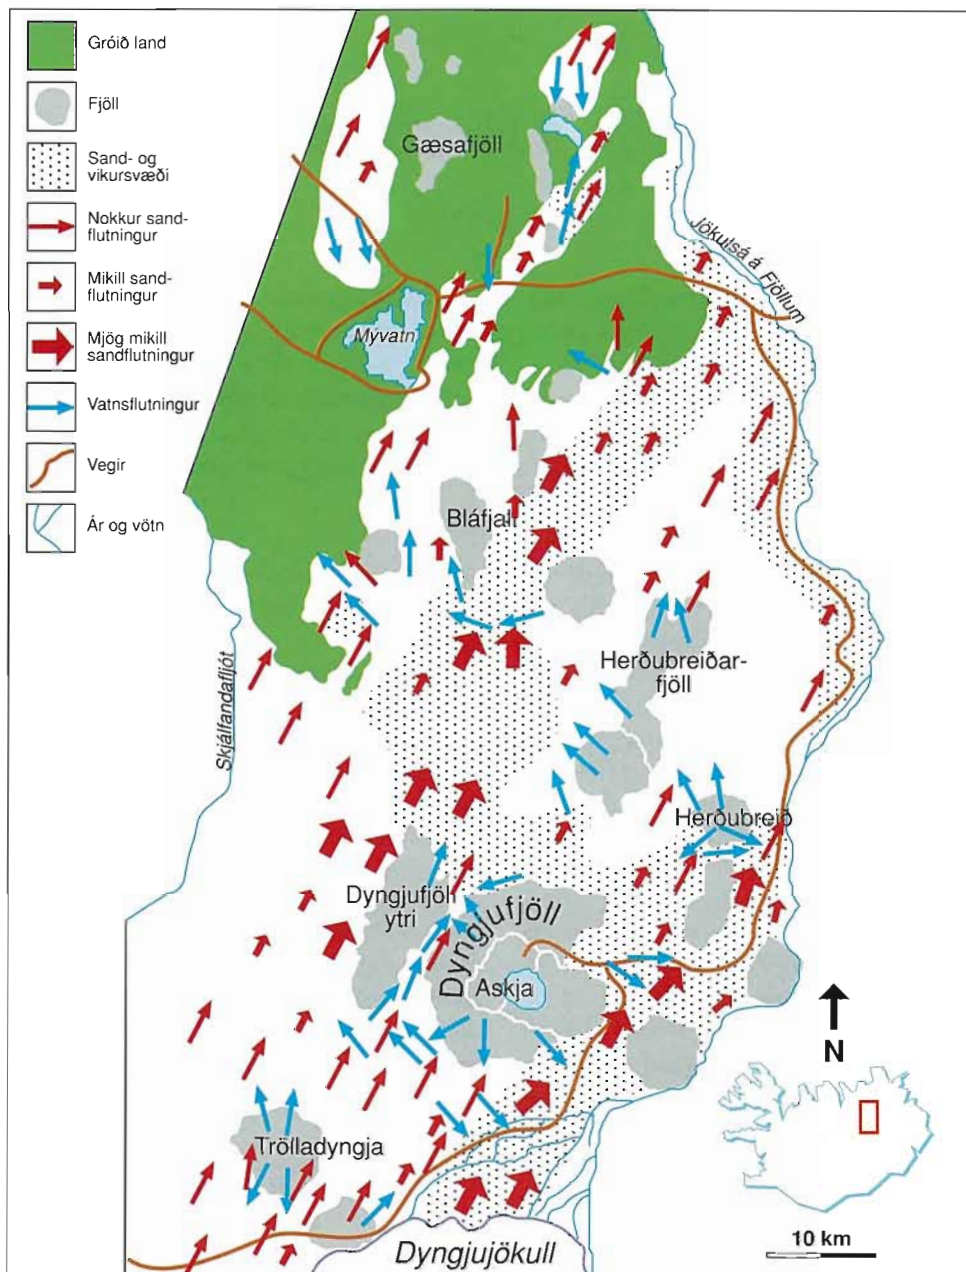 Gróið land
Fjöll
Sand- og
vikursvæði
Nokkur sand-
flutningur
Mikill sand-
flutningur
Mjög mikill
sandflutningur
Vatnsflutningur
Vegir
Ár og vötn
Gæsafjöll
Jökulsá á Fjöllum
Mývatn
Bláfjall
Skjálfandafljót
Herðubreiðar-
fjöll
Herðubreið
Dyngjufjöll
ytri
Dyngjufjöll
Askja
N
Trölladyngja
10 km
Dyngjujökull